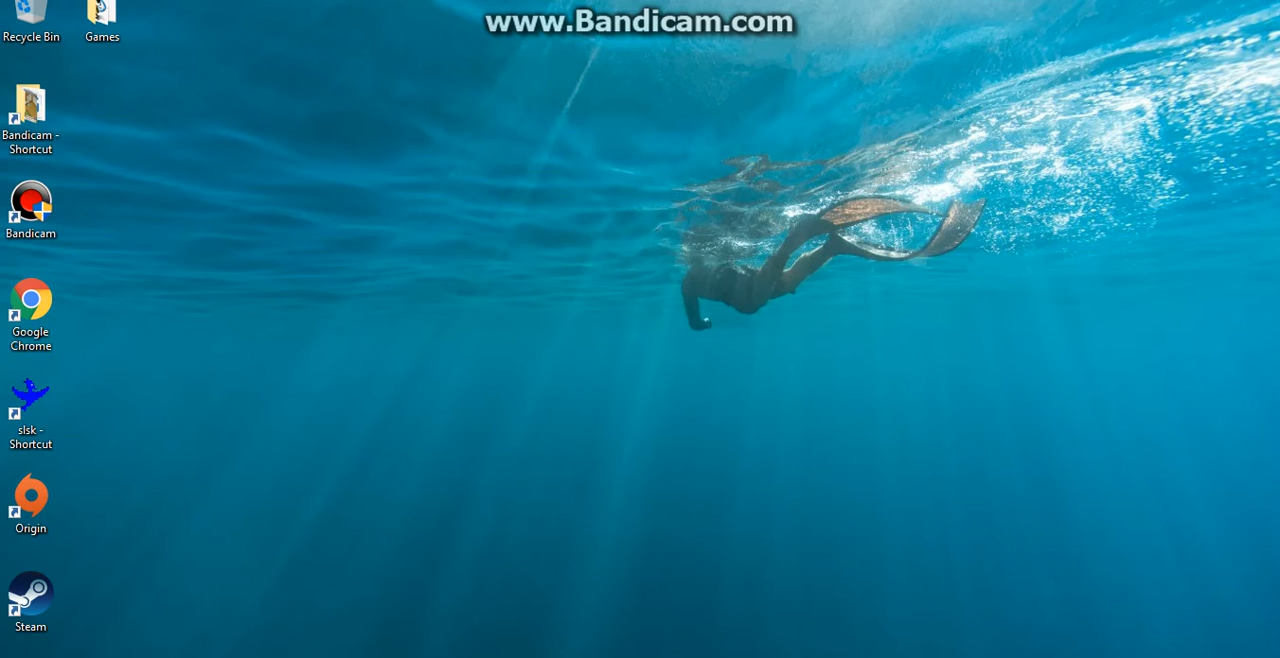 www.Bandicam.com
Recycle Bin
Games
Bandicam -
Shortcut
Bandicam
Google
Chrome
slsk -
Shortcut
Origin
Steam